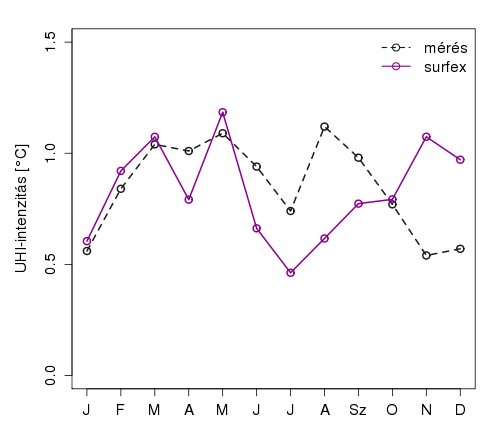 mérés
surfex
UHI-intenzitás [°C]
1.5
1.0
0.5
0.0
J F M A M J J A Sz O N D